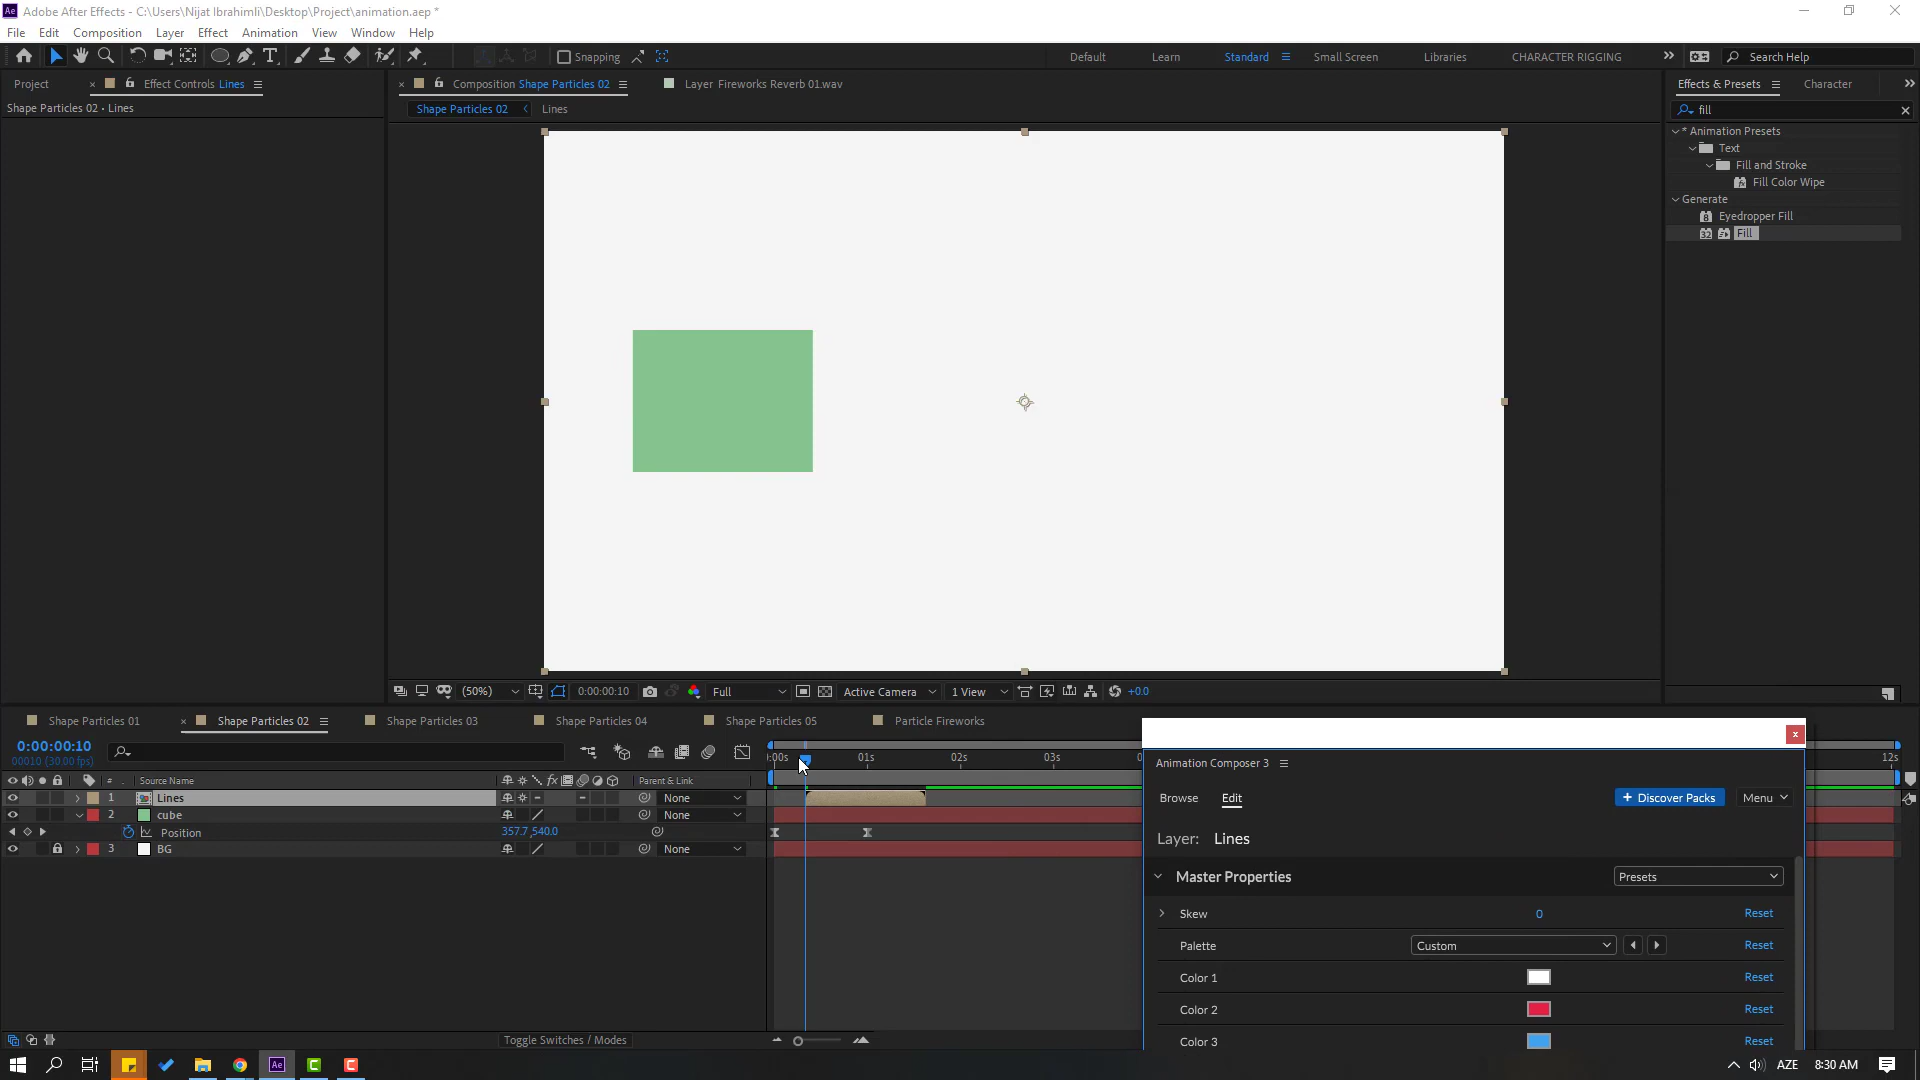 Adobe After Effects - C:\Users\Nijat Ibrahimli\Desktop\Project\animation.aep *
File Edit Composition Layer Effect Animation View Window Help
Snapping
Default Learn Standard Small Screen Libraries CHARACTER RIGGING Search Help
Project Effect Controls Lines
Composition Shape Particles 02 Layer Fireworks Reverb 01.wav
Effects & Presets Character
Shape Particles 02 • Lines
Shape Particles 02 Lines
fill
* Animation Presets
Text
Fill and Stroke
Fill Color Wipe
Generate
Eyedropper Fill
Fill
(50%) 0:00:00:10 Full Active Camera 1 View +0.0
Shape Particles 01 Shape Particles 02 Shape Particles 03 Shape Particles 04 Shape Particles 05 Particle Fireworks
0:00:00:10
00010 (30.00 fps)
:00s 01s 02s 03s 12s
# Source Name Parent & Link
1 Lines None
2 cube None
Position 357.7,540.0
3 BG None
Animation Composer 3
Browse Edit + Discover Packs Menu
Layer: Lines
Master Properties Presets
Skew 0 Reset
Palette Custom Reset
Color 1 Reset
Color 2 Reset
Color 3 Reset
Toggle Switches / Modes
AZE 8:30 AM